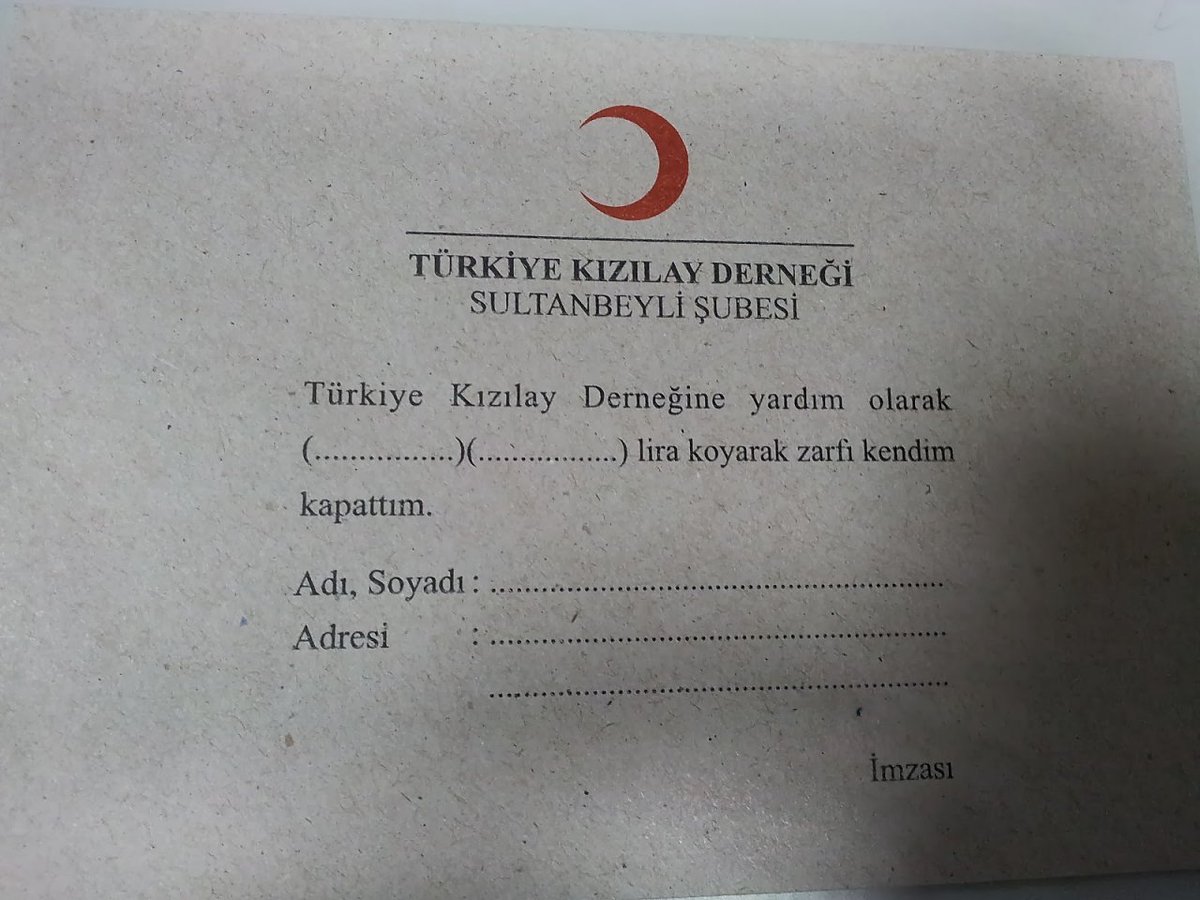 TÜRKİYE KIZILAY DERNEĞİ
SULTANBEYLİ ŞUBESİ
Türkiye Kızılay Derneğine yardım olarak
(................)(................) lira koyarak zarfı kendim
kapattım.
Adı, Soyadı : ......................................................
Adresi : ......................................................
......................................................
İmzası